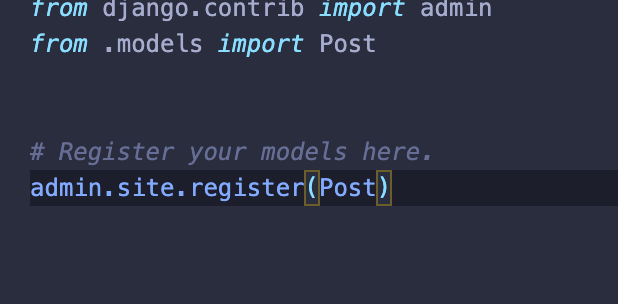 from django.contrib import admin
from .models import Post
# Register your models here.
admin.site.register(Post)